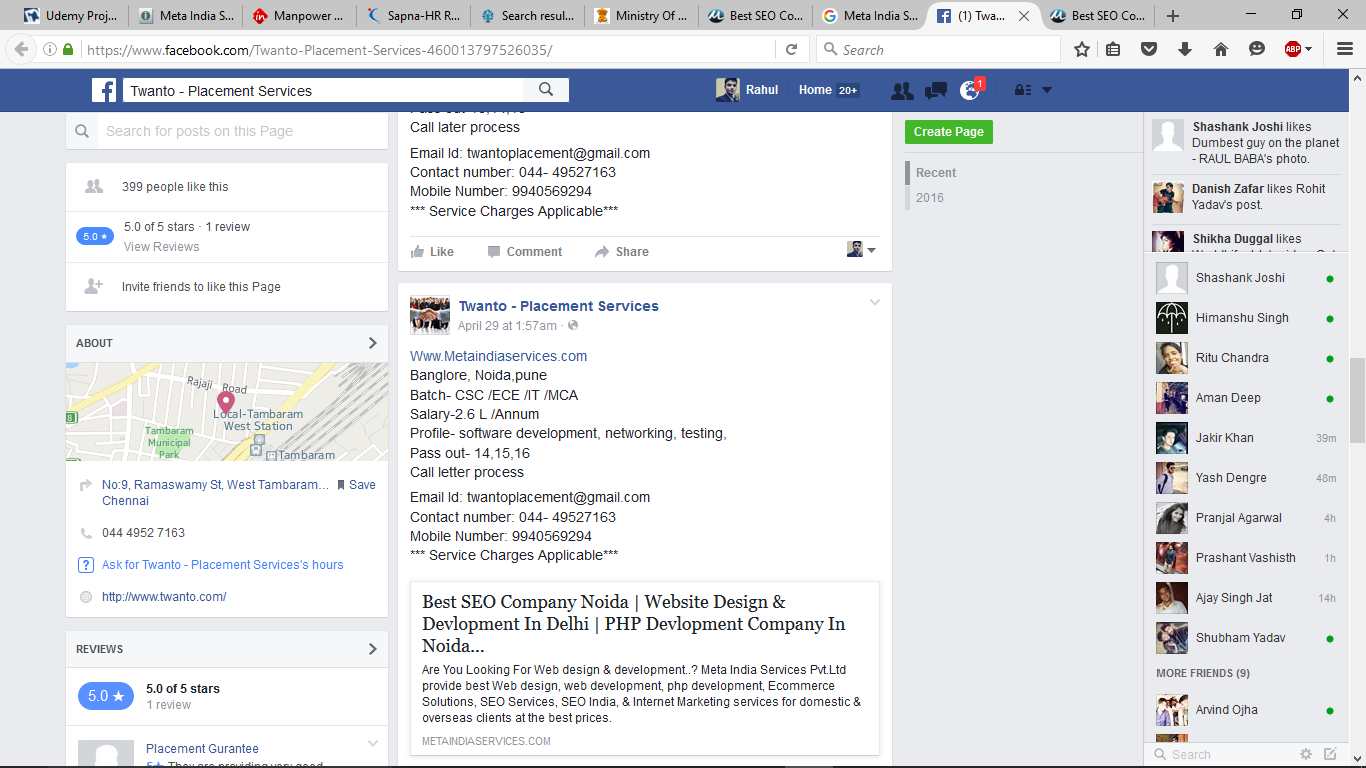 Udemy Proj...
Meta India S...
Manpower ...
Sapna-HR R...
Search resul...
Ministry Of ...
Best SEO Co...
Meta India S...
(1) Twa...
Best SEO Co...
https://www.facebook.com/Twanto-Placement-Services-460013797526035/
Search
ABP
Twanto - Placement Services
Rahul
Home 20+
1
Search for posts on this Page
399 people like this
5.0
5.0 of 5 stars · 1 review
View Reviews
Invite friends to like this Page
ABOUT
Rajaji Road
Local-Tambaram
West Station
Tambaram
Municipal
Park
Tambaram
No:9, Ramaswamy St, West Tambaram...
Chennai
Save
044 4952 7163
Ask for Twanto - Placement Services's hours
http://www.twanto.com/
REVIEWS
5.0
5.0 of 5 stars
1 review
Placement Gurantee
Call later process
Email Id: twantoplacement@gmail.com
Contact number: 044- 49527163
Mobile Number: 9940569294
*** Service Charges Applicable***
Like
Comment
Share
Twanto - Placement Services
April 29 at 1:57am ·
Www.Metaindiaservices.com
Banglore, Noida,pune
Batch- CSC /ECE /IT /MCA
Salary-2.6 L /Annum
Profile- software development, networking, testing,
Pass out- 14,15,16
Call letter process
Email Id: twantoplacement@gmail.com
Contact number: 044- 49527163
Mobile Number: 9940569294
*** Service Charges Applicable***
Best SEO Company Noida | Website Design &
Devlopment In Delhi | PHP Devlopment Company In
Noida...
Are You Looking For Web design & development..? Meta India Services Pvt.Ltd
provide best Web design, web development, php development, Ecommerce
Solutions, SEO Services, SEO India, & Internet Marketing services for domestic &
overseas clients at the best prices.
METAINDIASERVICES.COM
Create Page
Recent
2016
Shashank Joshi likes
Dumbest guy on the planet
- RAUL BABA's photo.
Danish Zafar likes Rohit
Yadav's post.
Shikha Duggal likes
Shashank Joshi
Himanshu Singh
Ritu Chandra
Aman Deep
Jakir Khan 39m
Yash Dengre 48m
Pranjal Agarwal 4h
Prashant Vashisth 1h
Ajay Singh Jat 14h
Shubham Yadav
MORE FRIENDS (9)
Arvind Ojha
Search